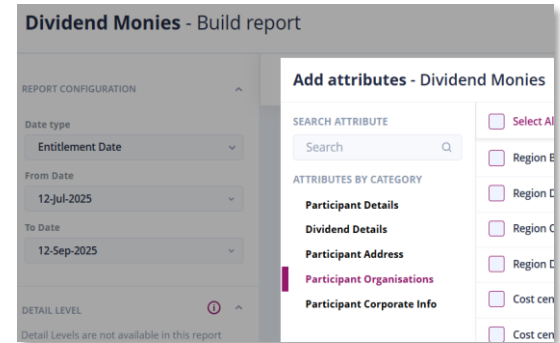 Dividend Monies - Build report
REPORT CONFIGURATION
Date type
Entitlement Date
From Date
12-Jul-2025
To Date
12-Sep-2025
DETAIL LEVEL
Detail Levels are not available in this report
Add attributes - Dividend Monies
SEARCH ATTRIBUTE
Search
ATTRIBUTES BY CATEGORY
Participant Details
Dividend Details
Participant Address
Participant Organisations
Participant Corporate Info
Select Al
Region B
Region D
Region C
Region D
Cost cen
Cost cen